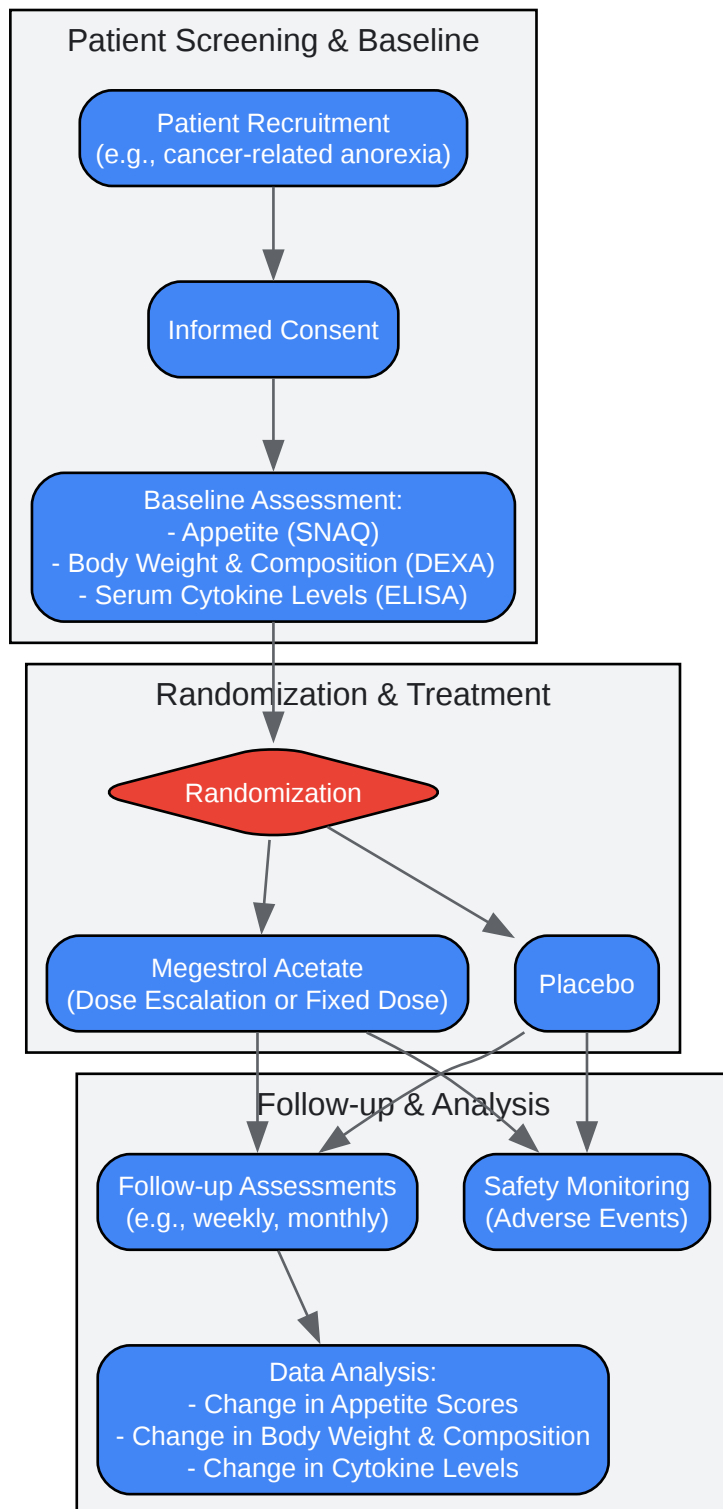 Patient Screening & Baseline
Patient Recruitment
(e.g., cancer-related anorexia)
Informed Consent
Baseline Assessment:
- Appetite (SNAQ)
- Body Weight & Composition (DEXA)
- Serum Cytokine Levels (ELISA)
Randomization & Treatment
Randomization
Megestrol Acetate
(Dose Escalation or Fixed Dose)
Placebo
Follow-up & Analysis
Follow-up Assessments
(e.g., weekly, monthly)
Safety Monitoring
(Adverse Events)
Data Analysis:
- Change in Appetite Scores
- Change in Body Weight & Composition
- Change in Cytokine Levels